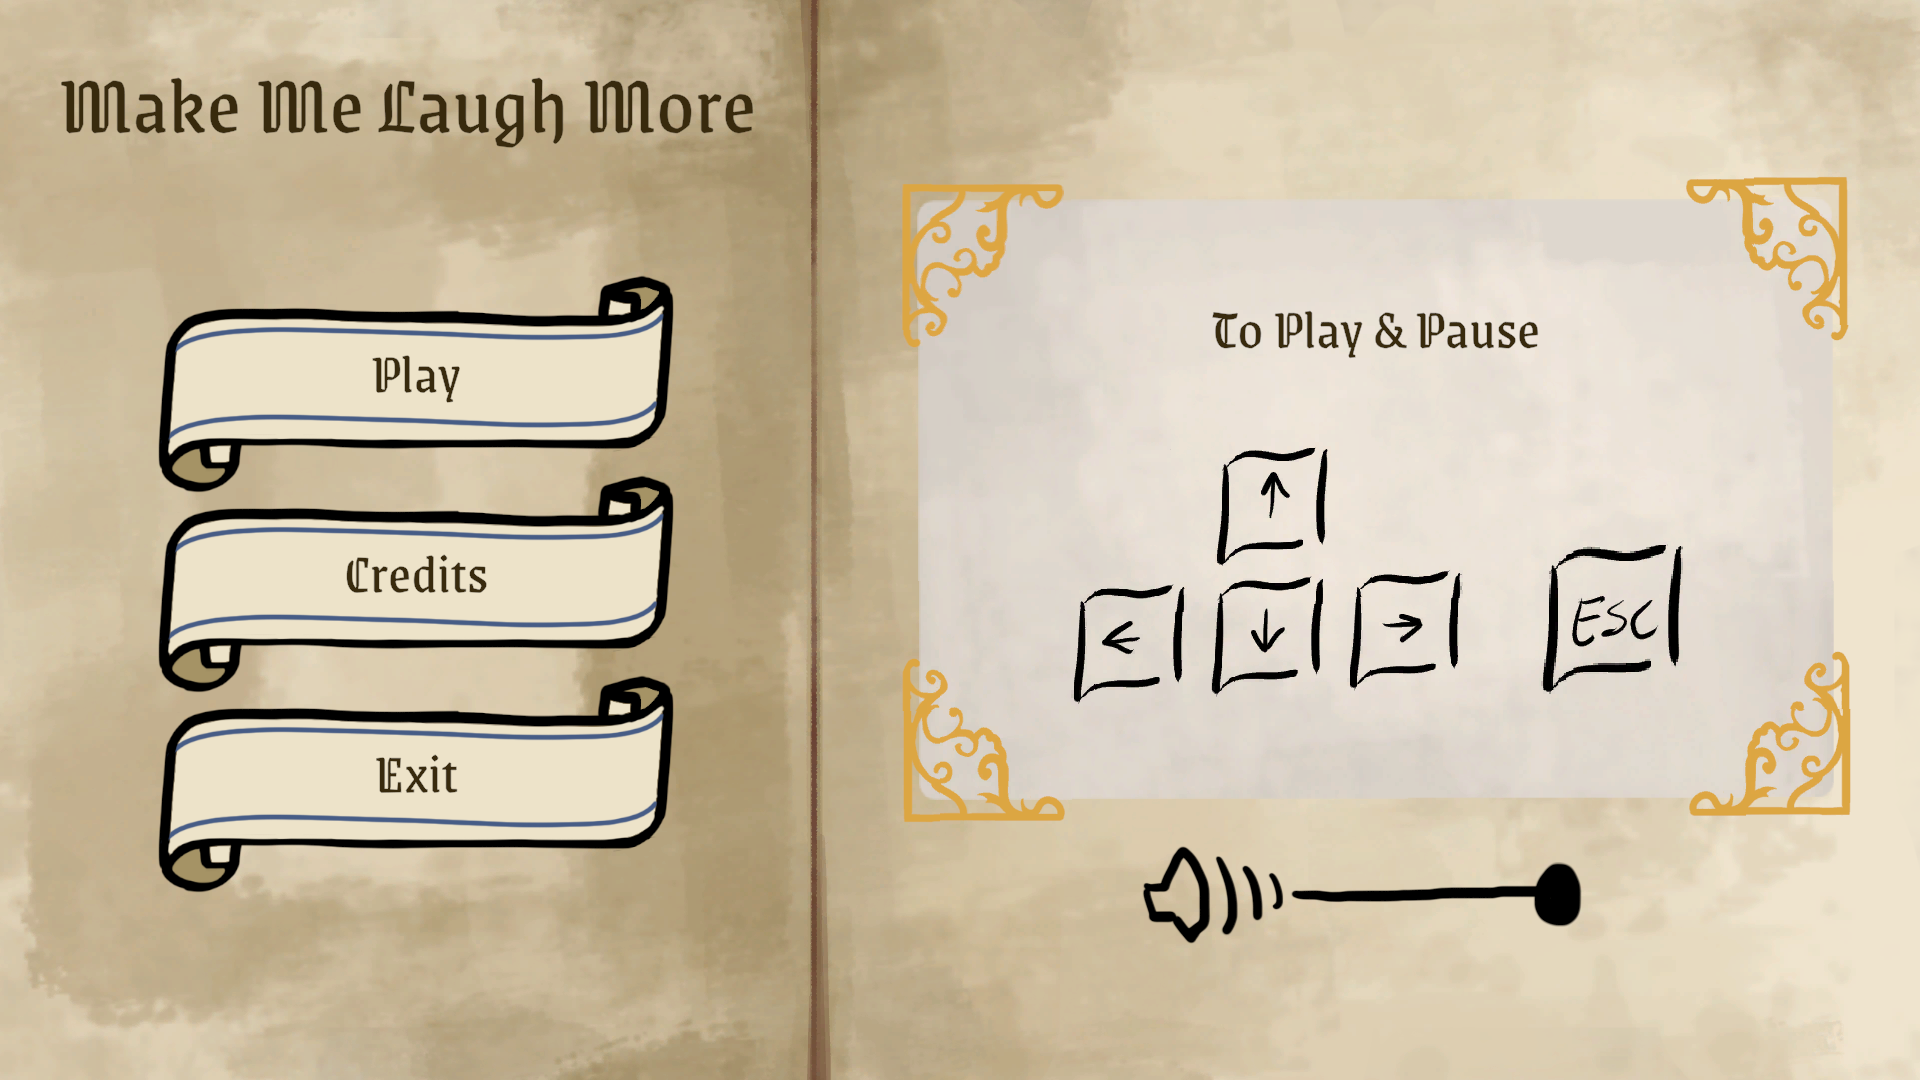 Make Me Laugh More
Play
Credits
Exit
To Play & Pause
↑
← ↓ → ESC